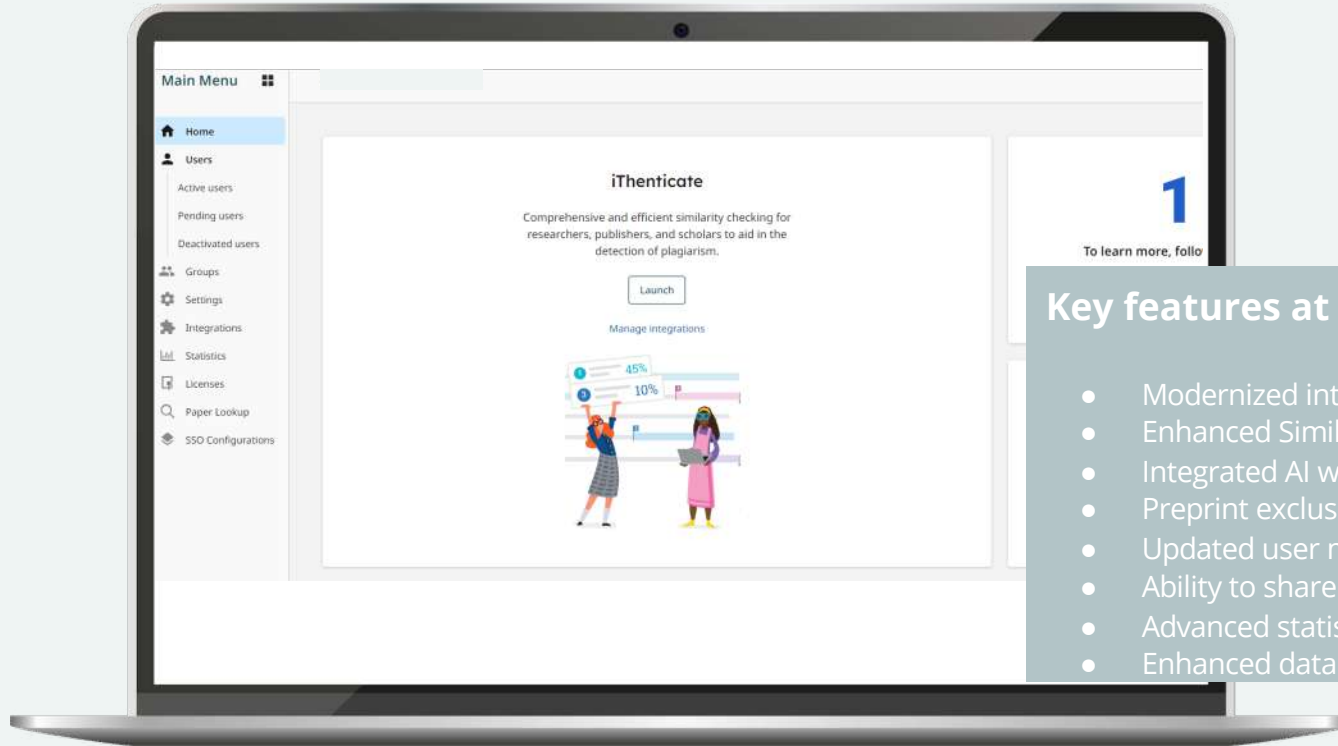 Main Menu
Home
Users
Active users
Pending users
Deactivated users
Groups
Settings
Integrations
Statistics
Licenses
Paper Lookup
SSO Configurations
iThenticate
Comprehensive and efficient similarity checking for
researchers, publishers, and scholars to aid in the
detection of plagiarism.
Launch
Manage integrations
1 45%
3 10%
1
To learn more, follo
Key features at
● Modernized int
● Enhanced Simil
● Integrated AI w
● Preprint exclus
● Updated user r
● Ability to share
● Advanced statis
● Enhanced data